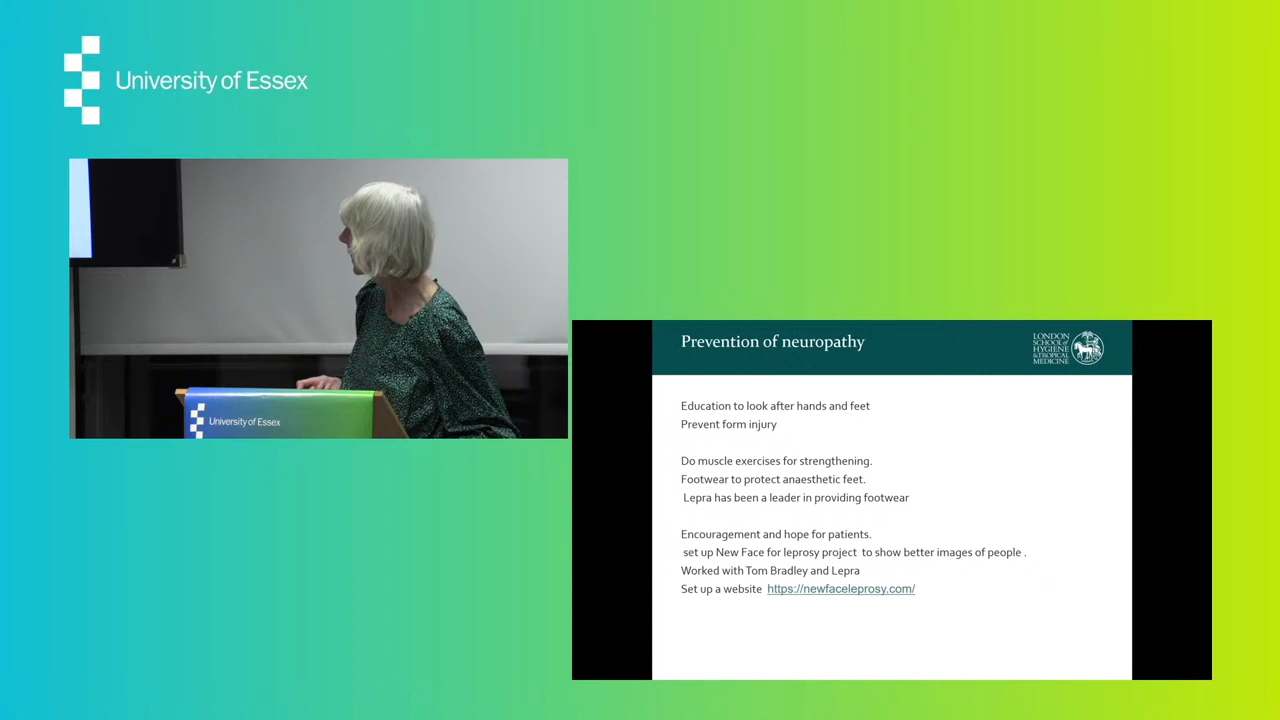 University of Essex
University of Essex
Prevention of neuropathy
LONDON
SCHOOL of
HYGIENE
& TROPICAL
MEDICINE
Education to look after hands and feet
Prevent form injury
Do muscle exercises for strengthening.
Footwear to protect anaesthetic feet.
Lepra has been a leader in providing footwear
Encouragement and hope for patients.
set up New Face for leprosy project to show better images of people .
Worked with Tom Bradley and Lepra
Set up a website https://newfaceleprosy.com/